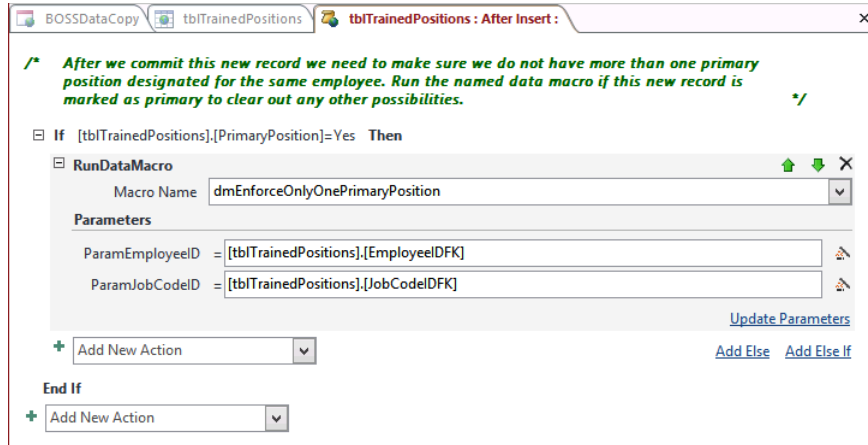 BOSSDataCopy tblTrainedPositions tblTrainedPositions : After Insert :
/* After we commit this new record we need to make sure we do not have more than one primary
position designated for the same employee. Run the named data macro if this new record is
marked as primary to clear out any other possibilities. */
If [tblTrainedPositions].[PrimaryPosition]=Yes Then
RunDataMacro
Macro Name dmEnforceOnlyOnePrimaryPosition
Parameters
ParamEmployeeID = [tblTrainedPositions].[EmployeeIDFK]
ParamJobCodeID = [tblTrainedPositions].[JobCodeIDFK]
Update Parameters
Add New Action Add Else Add Else If
End If
Add New Action